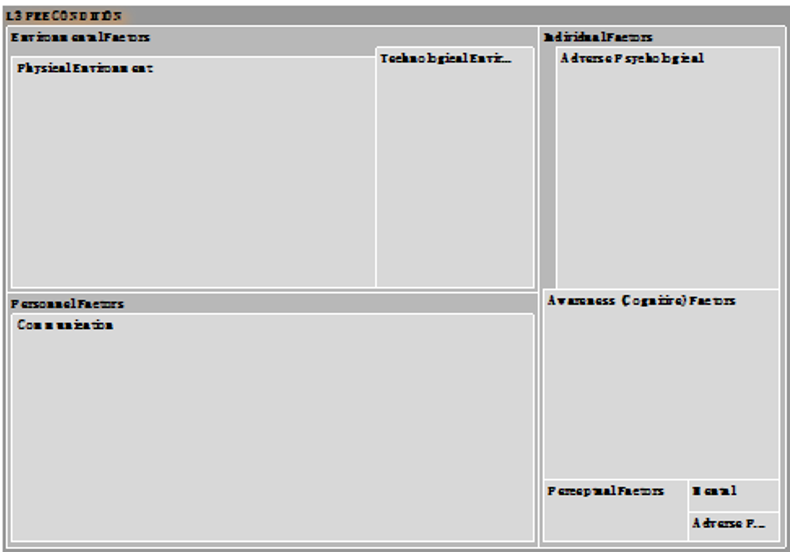 L3 PRECONDITION
Environmental Factors
Physical Environment
Technological Envir...
Individual Factors
Adverse Psychological
Personnel Factors
Communication
Awareness (Cognitive) Factors
Perceptual Factors
Mental
Adverse P...